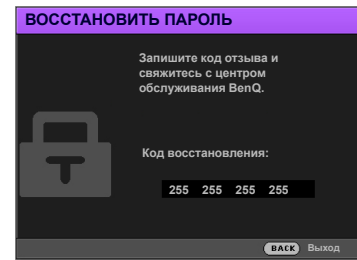 ВОССТАНОВИТЬ ПАРОЛЬ
Запишите код отзыва и
свяжитесь с центром
обслуживания BenQ.
Код восстановления:
255 255 255 255
BACK Выход